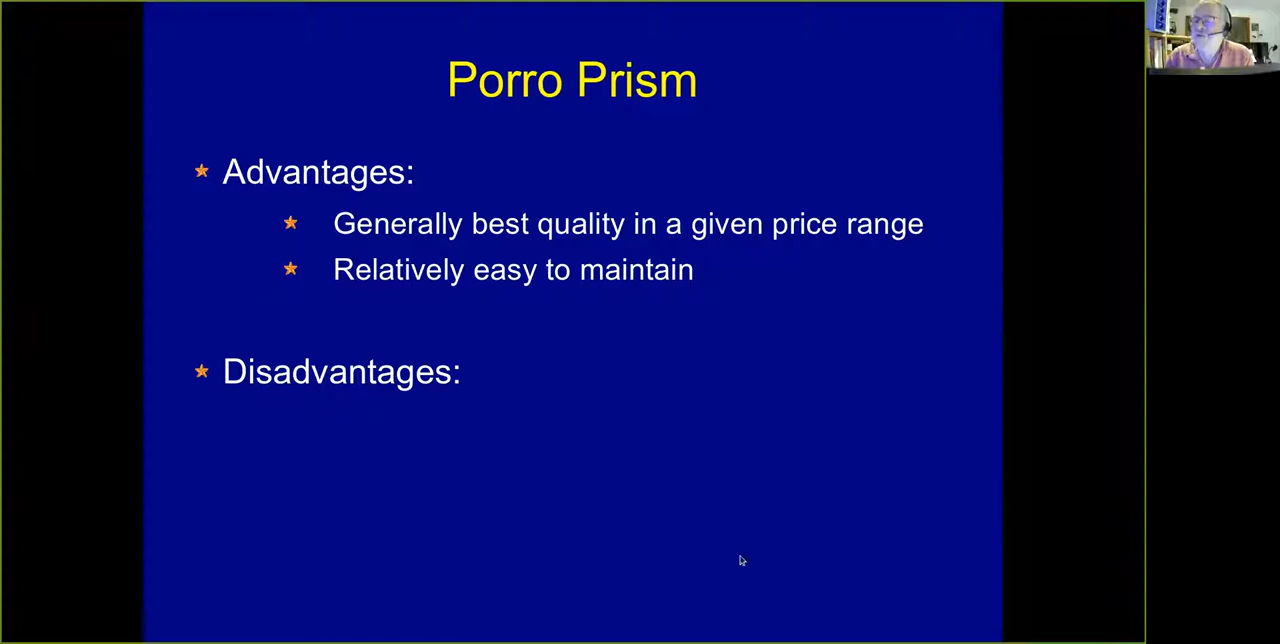 Porro Prism
Advantages:
Generally best quality in a given price range
Relatively easy to maintain
Disadvantages: